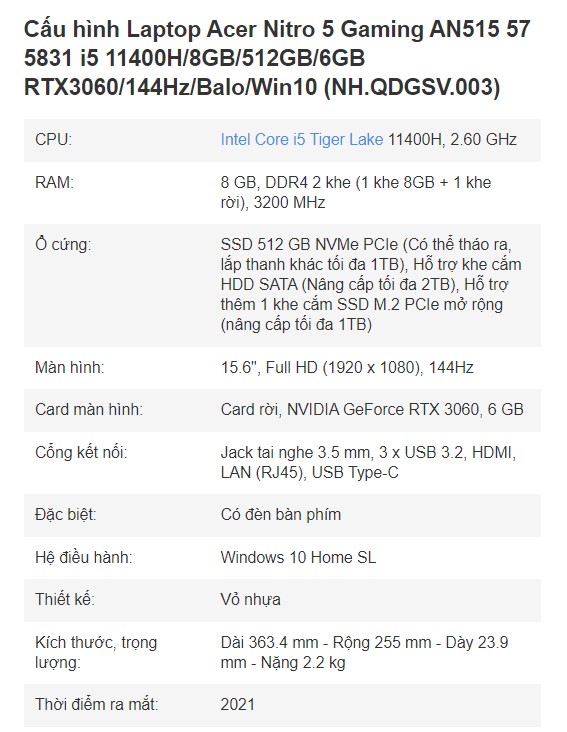 Cấu hình Laptop Acer Nitro 5 Gaming AN515 57
5831 i5 11400H/8GB/512GB/6GB
RTX3060/144Hz/Balo/Win10 (NH.QDGSV.003)
CPU: Intel Core i5 Tiger Lake 11400H, 2.60 GHz
RAM: 8 GB, DDR4 2 khe (1 khe 8GB + 1 khe
rời), 3200 MHz
Ổ cứng: SSD 512 GB NVMe PCIe (Có thể tháo ra,
lắp thanh khác tối đa 1TB), Hỗ trợ khe cắm
HDD SATA (Nâng cấp tối đa 2TB), Hỗ trợ
thêm 1 khe cắm SSD M.2 PCIe mở rộng
(nâng cấp tối đa 1TB)
Màn hình: 15.6", Full HD (1920 x 1080), 144Hz
Card màn hình: Card rời, NVIDIA GeForce RTX 3060, 6 GB
Cổng kết nối: Jack tai nghe 3.5 mm, 3 x USB 3.2, HDMI,
LAN (RJ45), USB Type-C
Đặc biệt: Có đèn bàn phím
Hệ điều hành: Windows 10 Home SL
Thiết kế: Vỏ nhựa
Kích thước, trọng Dài 363.4 mm - Rộng 255 mm - Dày 23.9
lượng: mm - Nặng 2.2 kg
Thời điểm ra mắt: 2021